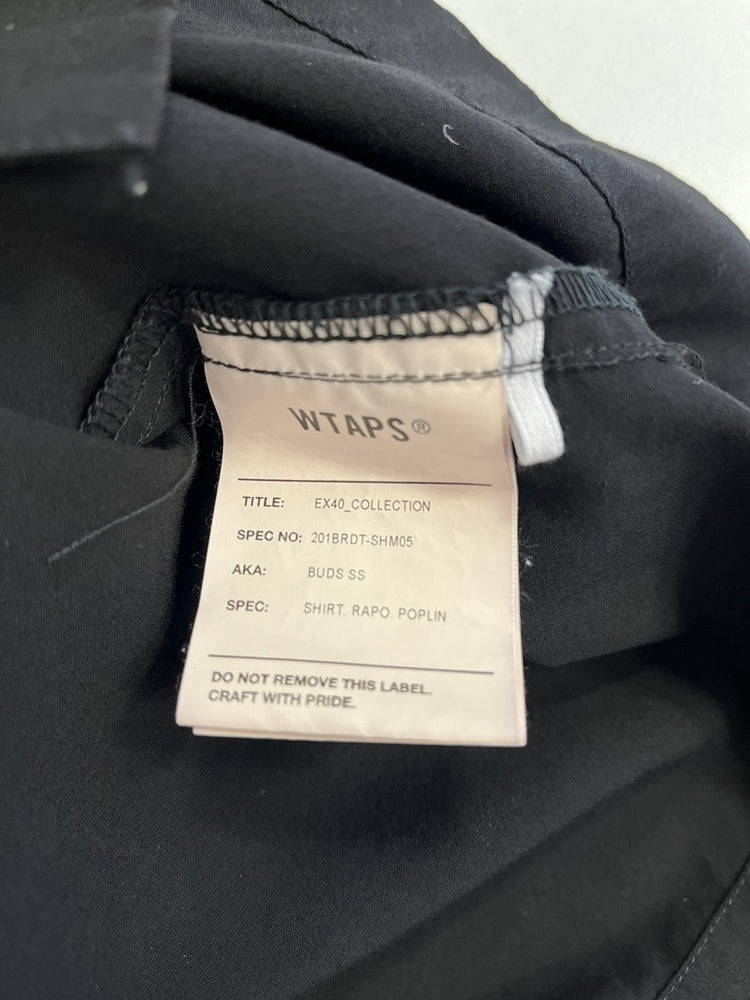 WTAPS®
TITLE: EX40_COLLECTION
SPEC NO: 201BRDT-SHM05
AKA: BUDS SS
SPEC: SHIRT. RAPO. POPLIN
DO NOT REMOVE THIS LABEL.
CRAFT WITH PRIDE.